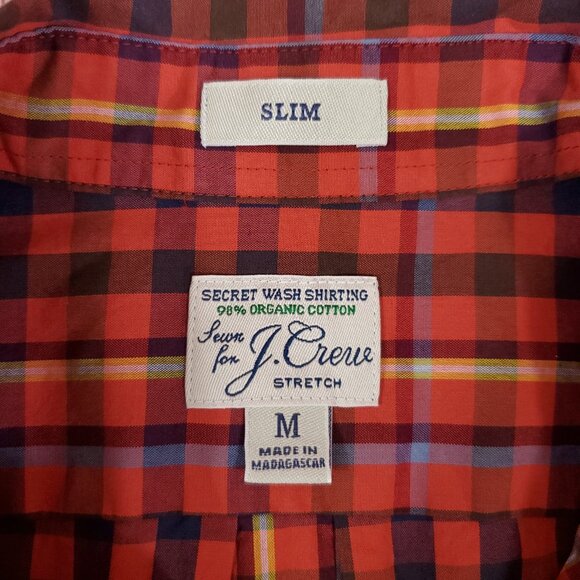 SLIM
SECRET WASH SHIRTING
98% ORGANIC COTTON
Sewn
for J.Crew
STRETCH
M
MADE IN
MADAGASCAR